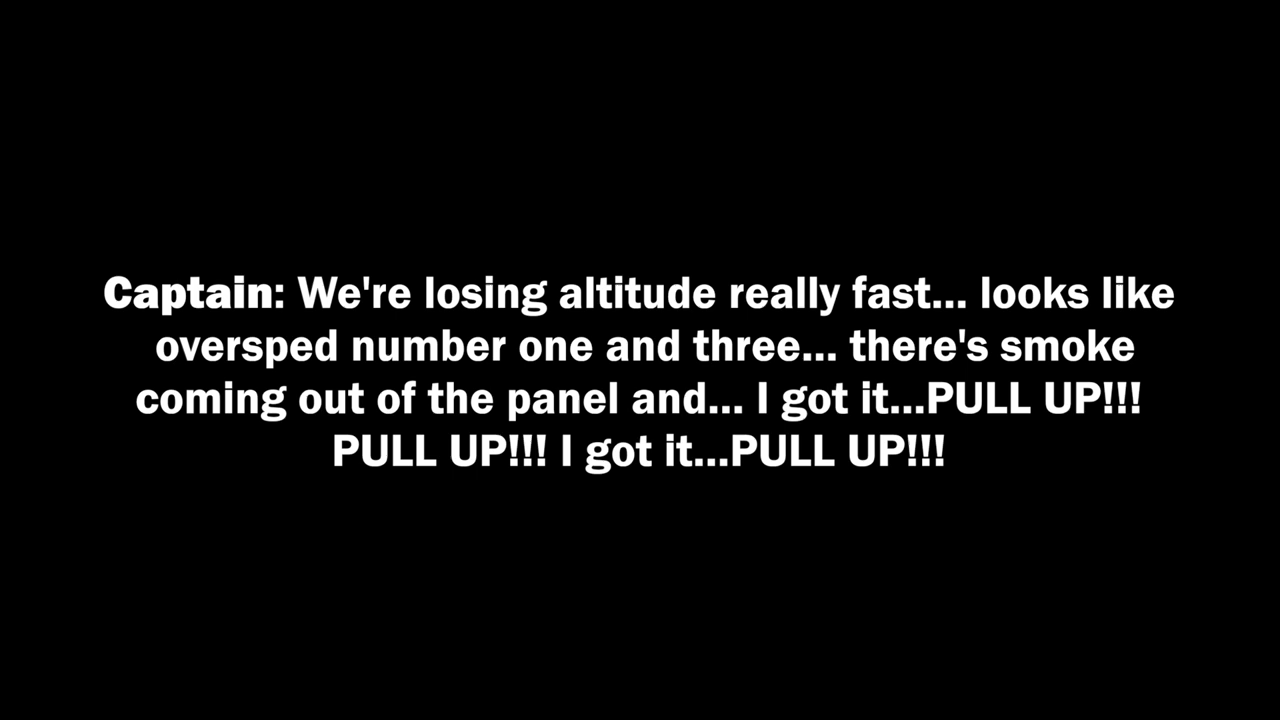 Captain: We're losing altitude really fast... looks like
oversped number one and three... there's smoke
coming out of the panel and... I got it...PULL UP!!!
PULL UP!!! I got it...PULL UP!!!